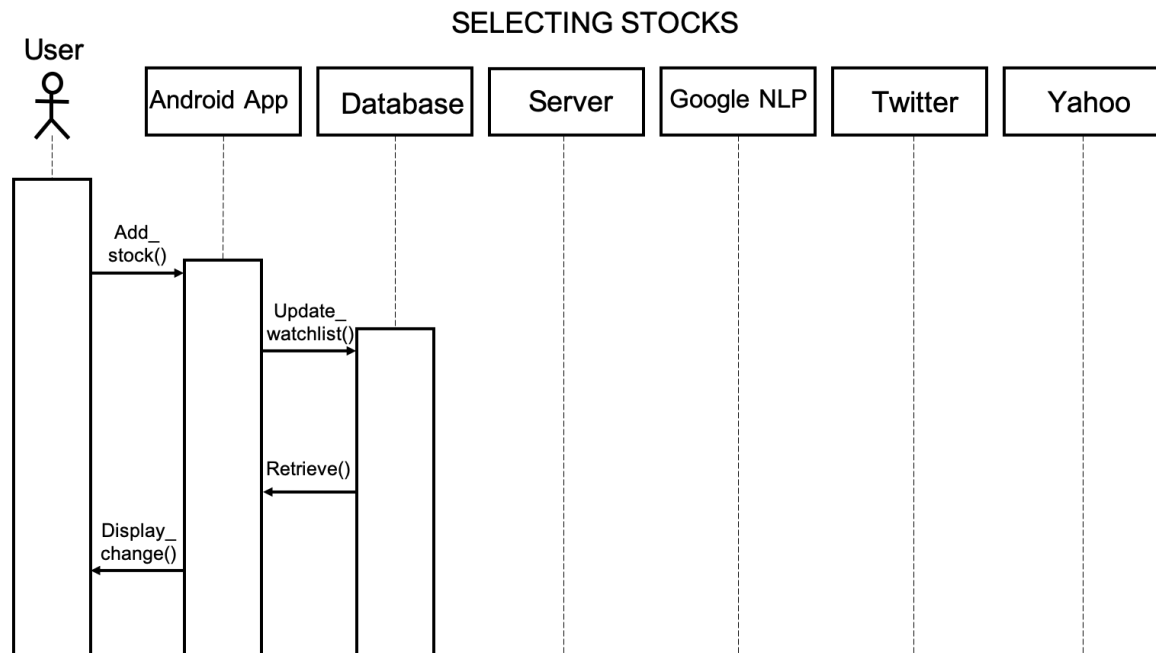 SELECTING STOCKS
User
Android App
Database
Server
Google NLP
Twitter
Yahoo
Add_
stock()
Update_
watchlist()
Retrieve()
Display_
change()